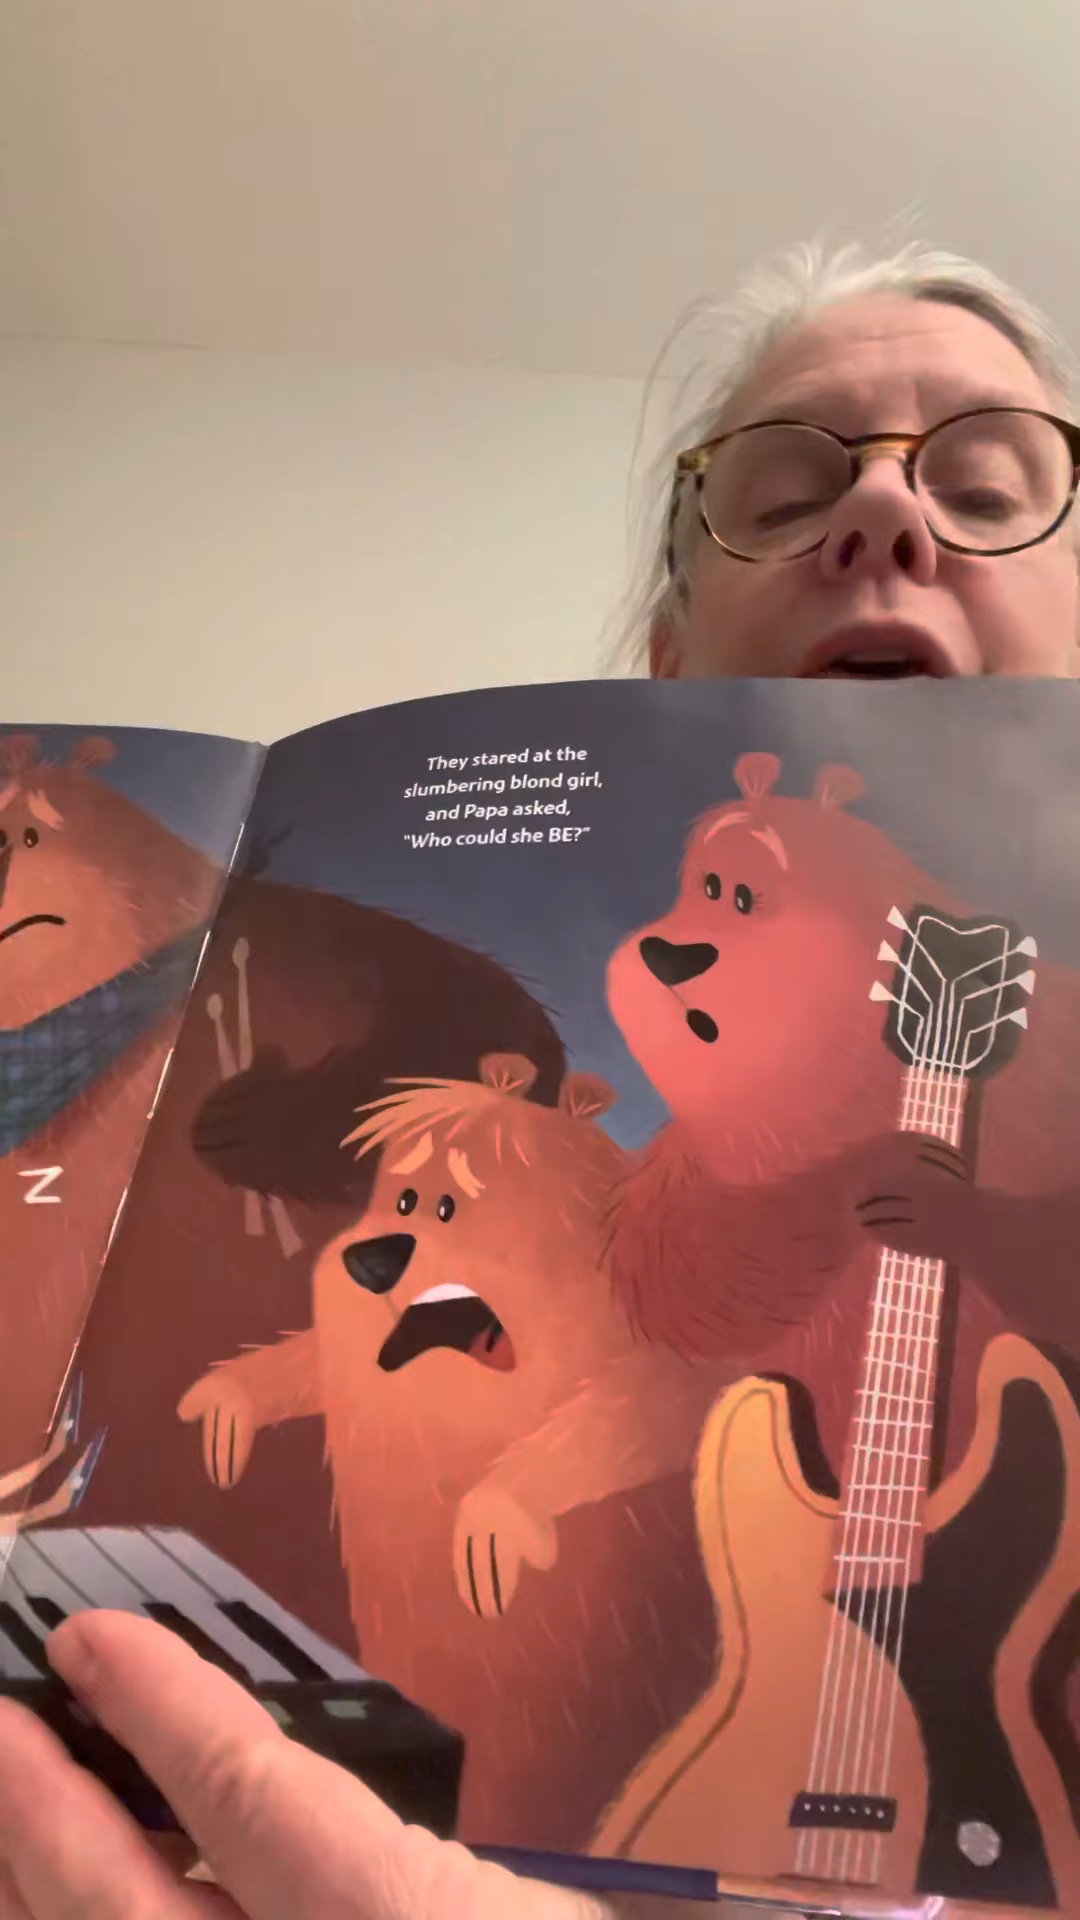 They stared at the
slumbering blond girl,
and Papa asked,
"Who could she BE?"
Z